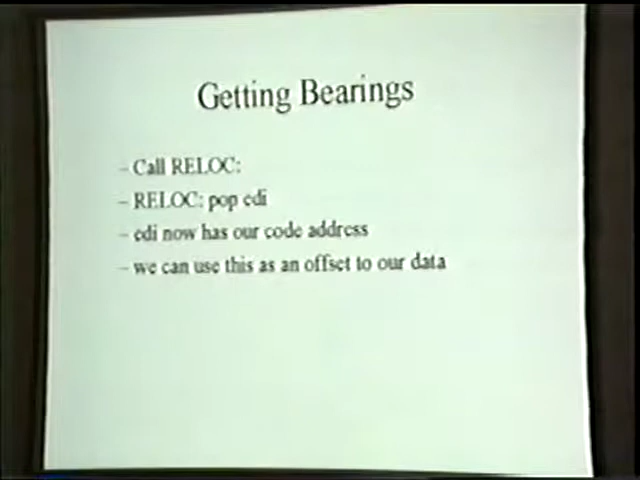 Getting Bearings
– Call RELOC:
– RELOC: pop edi
– edi now has our code address
– we can use this as an offset to our data